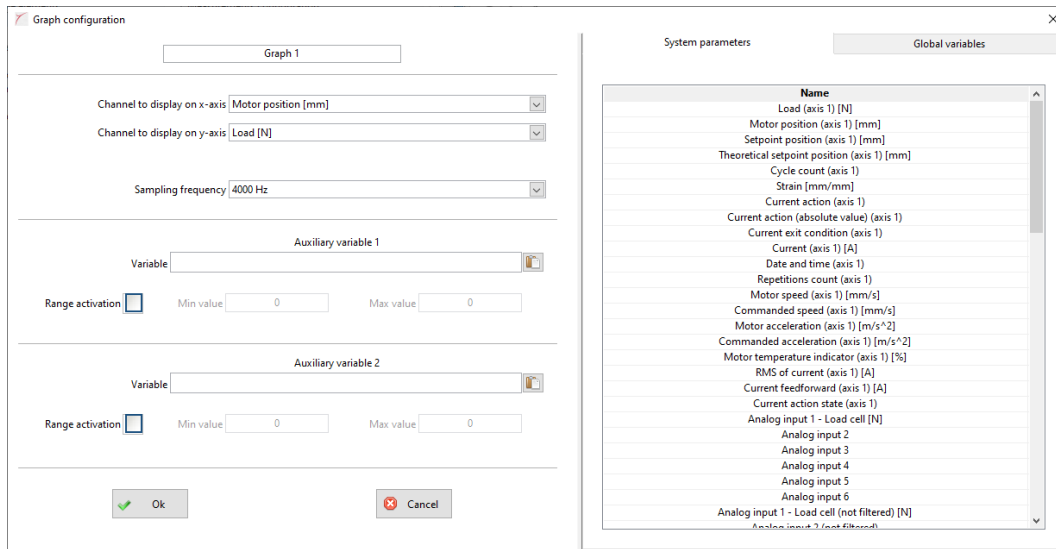 Graph configuration
Graph 1
Channel to display on x-axis Motor position [mm]
Channel to display on y-axis Load [N]
Sampling frequency 4000 Hz
Auxiliary variable 1
Variable
Range activation Min value 0 Max value 0
Auxiliary variable 2
Variable
Range activation Min value 0 Max value 0
Ok Cancel
System parameters Global variables
Name
Load (axis 1) [N]
Motor position (axis 1) [mm]
Setpoint position (axis 1) [mm]
Theoretical setpoint position (axis 1) [mm]
Cycle count (axis 1)
Strain [mm/mm]
Current action (axis 1)
Current action (absolute value) (axis 1)
Current exit condition (axis 1)
Current (axis 1) [A]
Date and time (axis 1)
Repetitions count (axis 1)
Motor speed (axis 1) [mm/s]
Commanded speed (axis 1) [mm/s]
Motor acceleration (axis 1) [m/s^2]
Commanded acceleration (axis 1) [m/s^2]
Motor temperature indicator (axis 1) [%]
RMS of current (axis 1) [A]
Current feedforward (axis 1) [A]
Current action state (axis 1)
Analog input 1 - Load cell [N]
Analog input 2
Analog input 3
Analog input 4
Analog input 5
Analog input 6
Analog input 1 - Load cell (not filtered) [N]
Analog input 2 (not filtered)